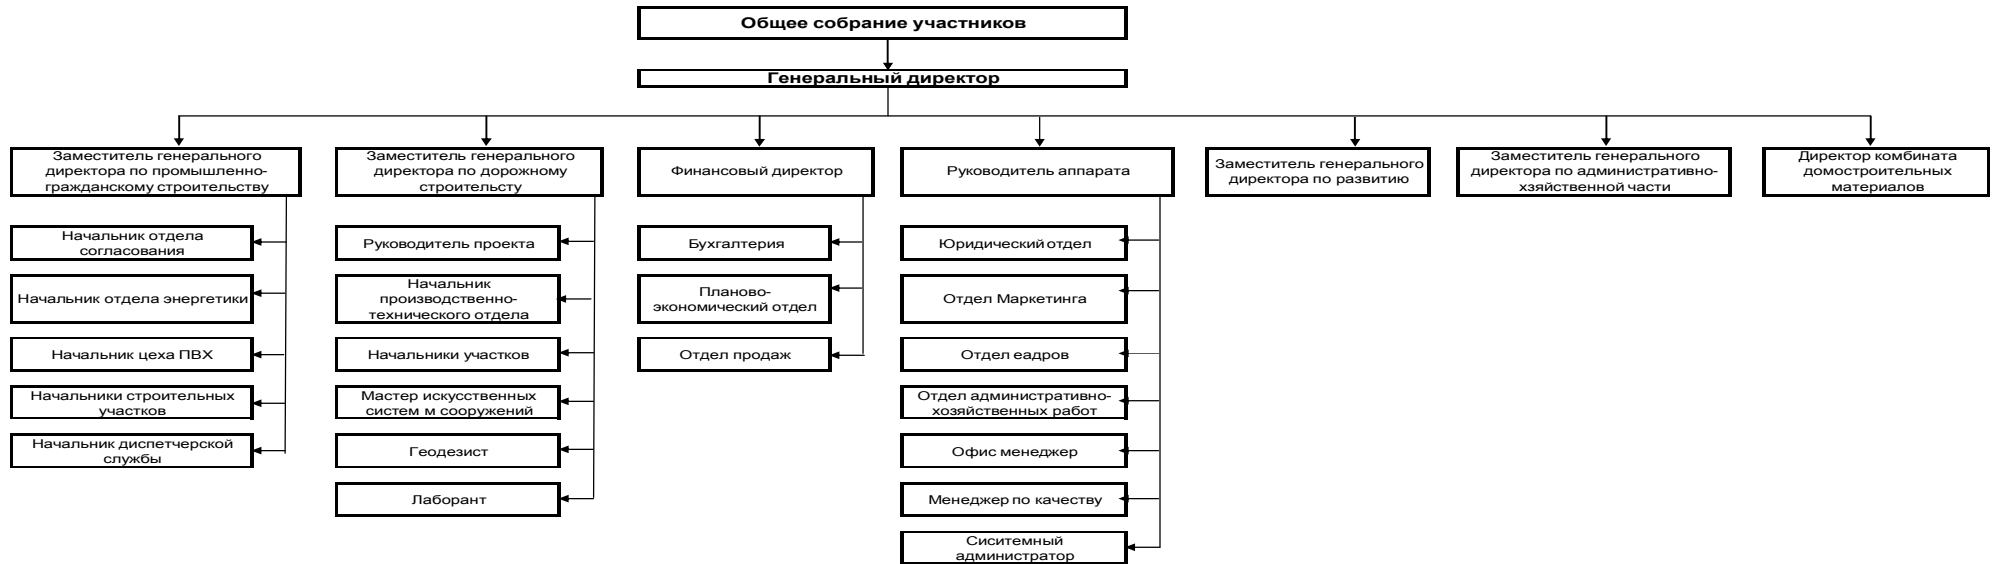 Общее собрание участников
Генеральный директор
Заместитель генерального
директора по промышленно-
гражданскому строительству
Заместитель генерального
директора по дорожному
строительсту
Финансовый директор
Руководитель аппарата
Заместитель генерального
директора по развитию
Заместитель генерального
директора по административно-
хзяйственной части
Директор комбината
домостроительных
материалов
Начальник отдела
согласования
Начальник отдела энергетики
Начальник цеха ПВХ
Начальники строительных
участков
Начальник диспетчерской
службы
Руководитель проекта
Начальник
производственно-
технического отдела
Начальники участков
Мастер искусственных
систем м сооружений
Геодезист
Лаборант
Бухгалтерия
Планово-
экономический отдел
Отдел продаж
Юридический отдел
Отдел Маркетинга
Отдел еадров
Отдел административно-
хозяйственных работ
Офис менеджер
Менеджер по качеству
Сиситемный
администратор